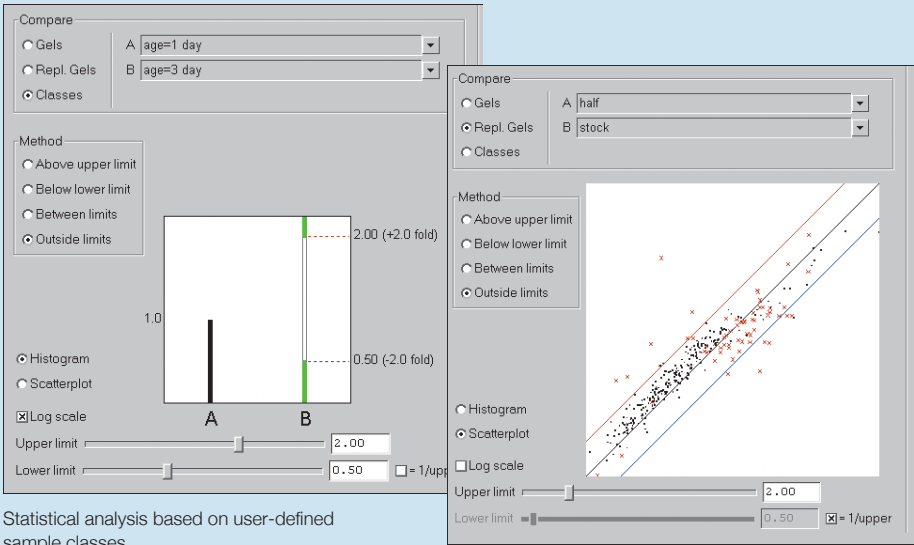 Compare
Gels
A age=1 day
Repl. Gels
B age=3 day
Classes
Method
Above upper limit
Below lower limit
Between limits
Outside limits
2.00 (+2.0 fold)
1.0
0.50 (-2.0 fold)
Histogram
Scatterplot
Log scale
A B
Upper limit 2.00
Lower limit 0.50 = 1/upp
Statistical analysis based on user-defined
sample classes
Compare
Gels
A half
Repl. Gels
B stock
Classes
Method
Above upper limit
Below lower limit
Between limits
Outside limits
Histogram
Scatterplot
Log scale
Upper limit 2.00
Lower limit 0.50 = 1/upper